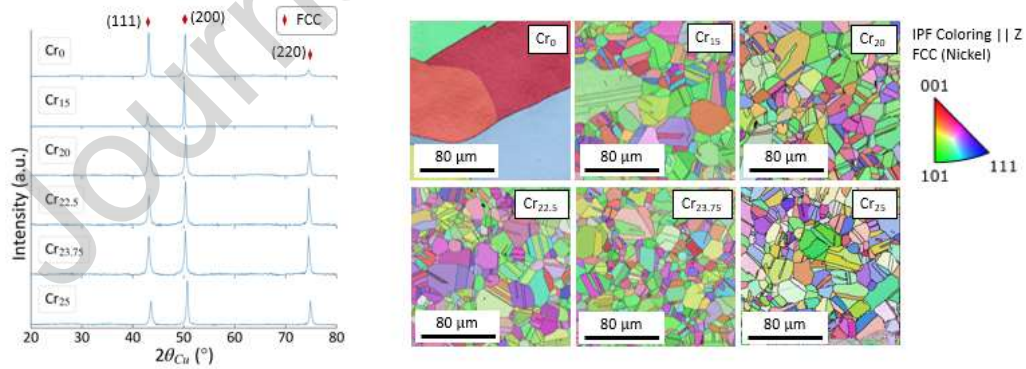 (111)
(200)
FCC
(220)
Cr0
Cr15
Cr20
Cr22.5
Cr23.75
Cr25
Intensity (a.u.)
20 30 40 50 60 70 80
2θCu (°)
Journ
Cr0
80 μm
Cr15
80 μm
Cr20
80 μm
IPF Coloring || Z
FCC (Nickel)
001
101
111
Cr22.5
80 μm
Cr23.75
80 μm
Cr25
80 μm